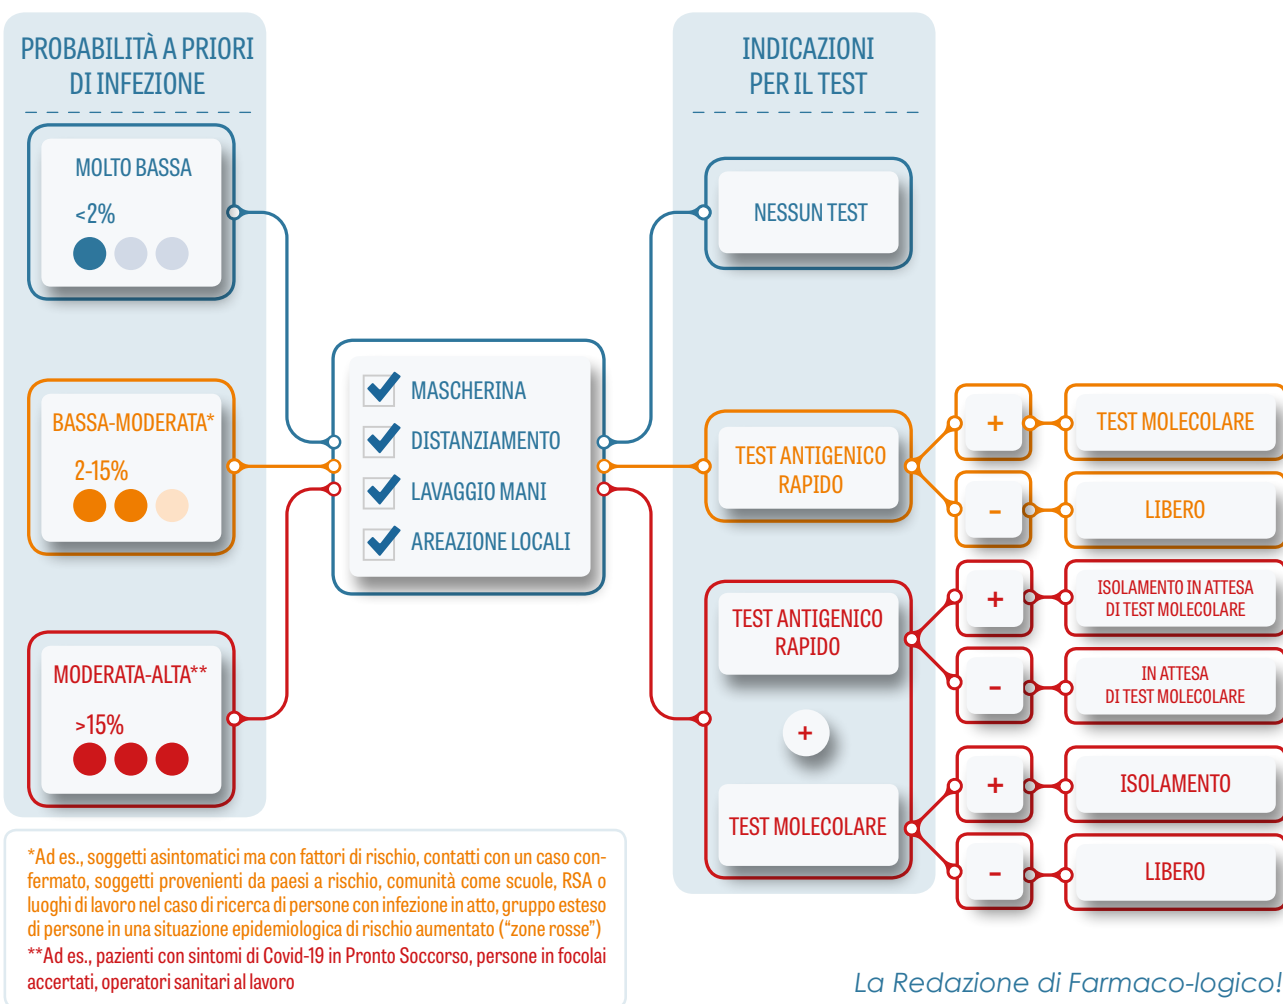 PROBABILITÀ A PRIORI
DI INFEZIONE
MOLTO BASSA
<2%
BASSA-MODERATA*
2-15%
MODERATA-ALTA**
>15%
MASCHERINA
DISTANZIAMENTO
LAVAGGIO MANI
AREAZIONE LOCALI
INDICAZIONI
PER IL TEST
NESSUN TEST
TEST ANTIGENICO
RAPIDO
+
TEST MOLECOLARE
-
LIBERO
TEST ANTIGENICO
RAPIDO
+
ISOLAMENTO IN ATTESA
DI TEST MOLECOLARE
-
IN ATTESA
DI TEST MOLECOLARE
+
TEST MOLECOLARE
+
ISOLAMENTO
-
LIBERO
*Ad es., soggetti asintomatici ma con fattori di rischio, contatti con un caso con-
fermato, soggetti provenienti da paesi a rischio, comunità come scuole, RSA o
luoghi di lavoro nel caso di ricerca di persone con infezione in atto, gruppo esteso
di persone in una situazione epidemiologica di rischio aumentato (“zone rosse”)
**Ad es., pazienti con sintomi di Covid-19 in Pronto Soccorso, persone in focolai
accertati, operatori sanitari al lavoro
La Redazione di Farmaco-logico!